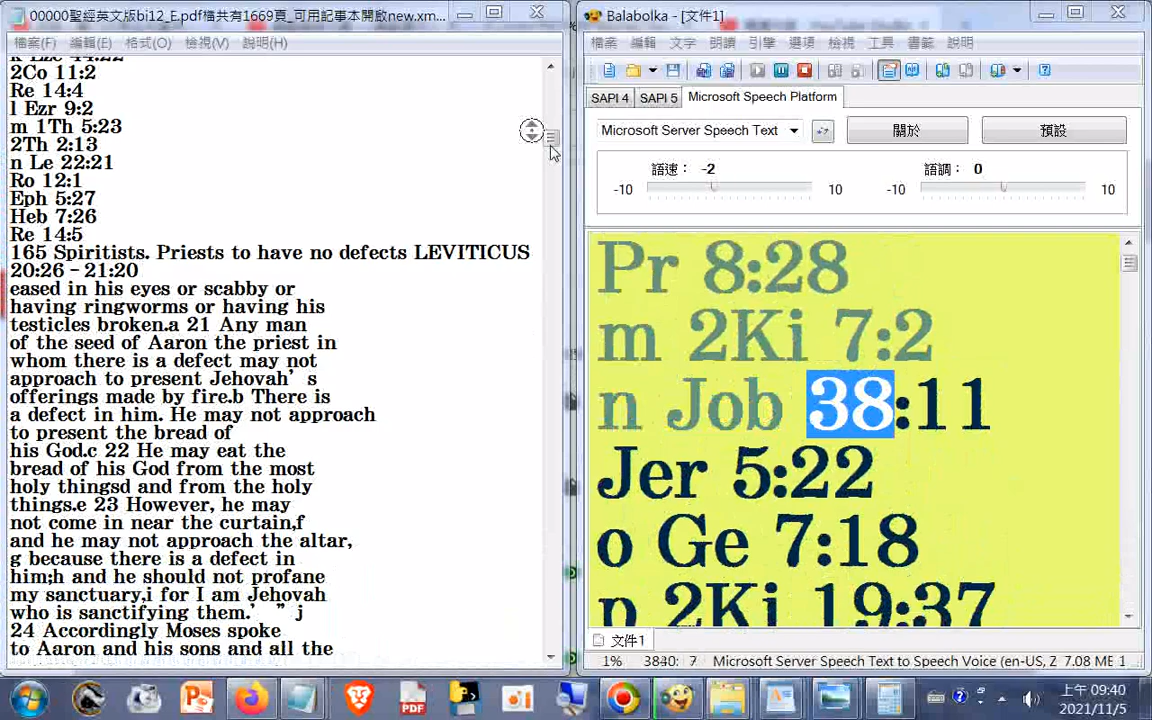 00000聖經英文版bi12_E.pdf檔共有1669頁_可用記事本開啟new.xm...
檔案(F) 編輯(E) 格式(O) 檢視(V) 說明(H)
2Co 11:2
Re 14:4
l Ezr 9:2
m 1Th 5:23
2Th 2:13
n Le 22:21
Ro 12:1
Eph 5:27
Heb 7:26
Re 14:5
165 Spiritists. Priests to have no defects LEVITICUS
20:26–21:20
eased in his eyes or scabby or
having ringworms or having his
testicles broken.a 21 Any man
of the seed of Aaron the priest in
whom there is a defect may not
approach to present Jehovah’s
offerings made by fire.b There is
a defect in him. He may not approach
to present the bread of
his God.c 22 He may eat the
bread of his God from the most
holy thingsd and from the holy
things.e 23 However, he may
not come in near the curtain,f
and he may not approach the altar,
g because there is a defect in
him;h and he should not profane
my sanctuary,i for I am Jehovah
who is sanctifying them.’”j
24 Accordingly Moses spoke
to Aaron and his sons and all the
Balabolka - [文件1]
檔案 編輯 文字 朗讀 引擎 選項 檢視 工具 書籤 說明
SAPI 4 SAPI 5 Microsoft Speech Platform
Microsoft Server Speech Text 關於 預設
語速： -2 語調： 0
-10 10 -10 10
Pr 8:28
m 2Ki 7:2
n Job 38:11
Jer 5:22
o Ge 7:18
p 2Ki 19:37
文件1
1% 3840: 7 Microsoft Server Speech Text to Speech Voice (en-US, Z 7.08 ME 1
PDF
上午 09:40
2021/11/5